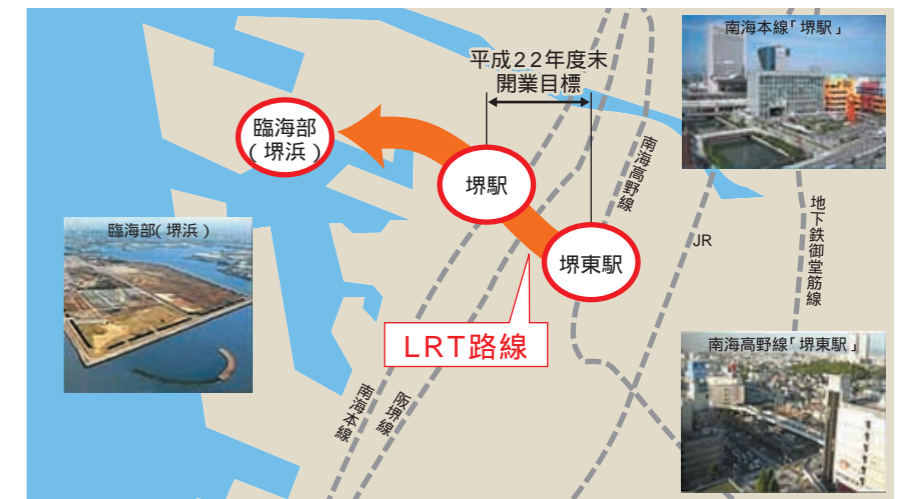 南海本線「堺駅」
平成22年度末
開業目標
臨海部
（堺浜）
堺駅
南海高野線
地下鉄御堂筋線
臨海部（堺浜）
JR
堺東駅
LRT路線
南海高野線「堺東駅」
南海本線
阪堺線